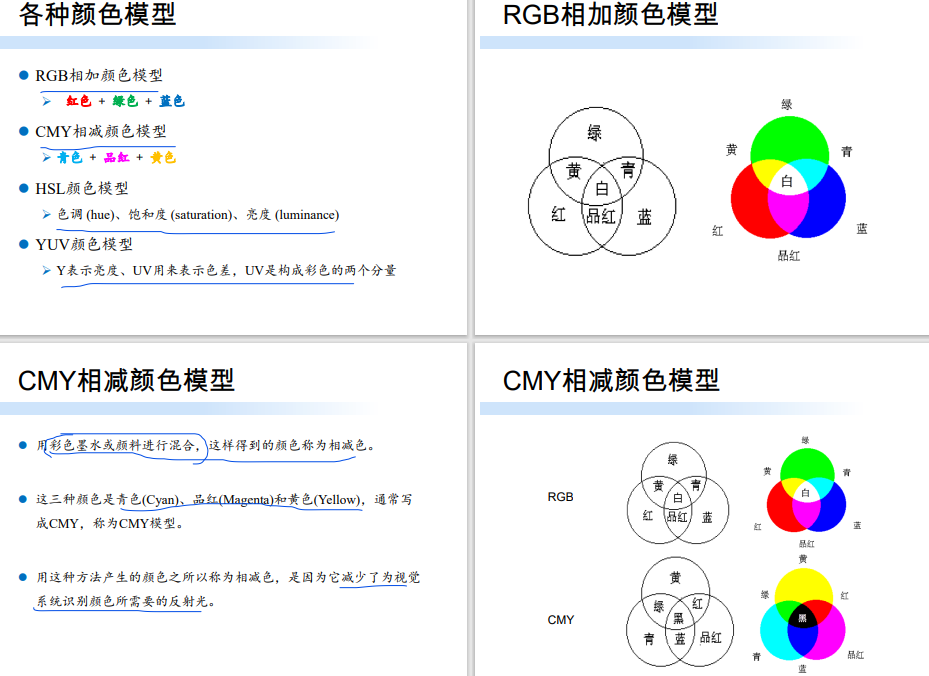 各种颜色模型
RGB相加颜色模型
红色 + 绿色 + 蓝色
CMY相减颜色模型
青色 + 品红 + 黄色
HSL颜色模型
色调 (hue)、饱和度 (saturation)、亮度 (luminance)
YUV颜色模型
Y表示亮度、UV用来表示色差，UV是构成彩色的两个分量
RGB相加颜色模型
绿
黄 青
白
红 品红 蓝
绿
黄 青
白
红 蓝
品红
CMY相减颜色模型
用彩色墨水或颜料进行混合，这样得到的颜色称为相减色。
这三种颜色是青色(Cyan)、品红(Magenta)和黄色(Yellow)，通常写
成CMY，称为CMY模型。
用这种方法产生的颜色之所以称为相减色，是因为它减少了为视觉
系统识别颜色所需要的反射光。
CMY相减颜色模型
RGB
绿
黄 青
白
红 品红 蓝
绿
黄 青
白
红 蓝
品红
CMY
黄
绿 红
黑
青 蓝 品红
黄
绿 红
黑
青 品红
蓝